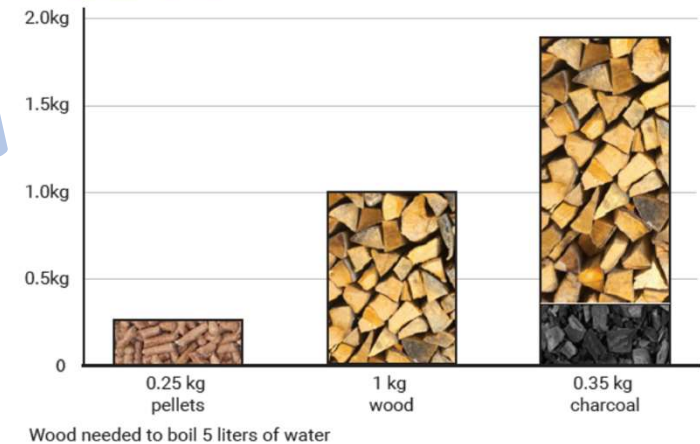 2.0kg
1.5kg
1.0kg
0.5kg
0
0.25 kg
pellets
1 kg
wood
0.35 kg
charcoal
Wood needed to boil 5 liters of water